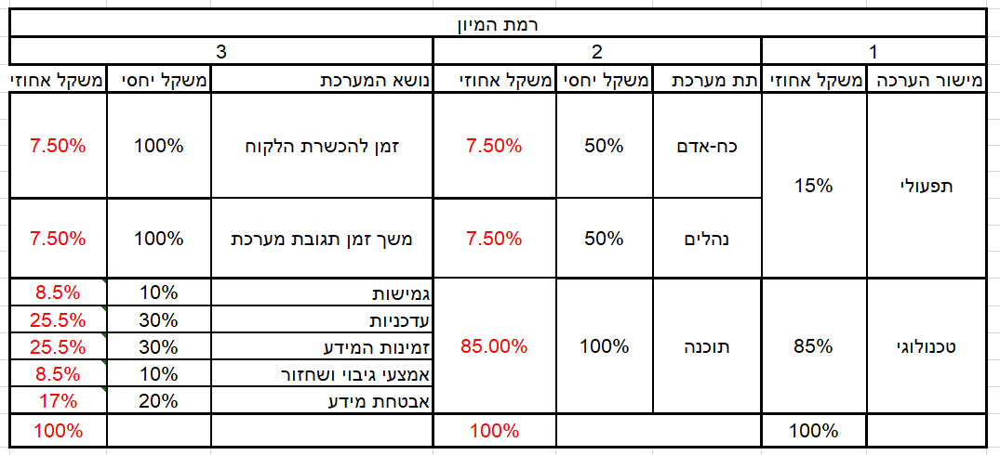 רמת המיון
1 2 3
מישור הערכה משקל אחוזי תת מערכת משקל יחסי משקל אחוזי נושא המערכת משקל יחסי משקל אחוזי
תפעולי 15% כח-אדם 50% 7.50% זמן להכשרת הלקוח 100% 7.50%
נהלים 50% 7.50% משך זמן תגובת מערכת 100% 7.50%
טכנולוגי 85% תוכנה 100% 85.00% גמישות 10% 8.5%
עדכניות 30% 25.5%
זמינות המידע 30% 25.5%
אמצעי גיבוי ושחזור 10% 8.5%
אבטחת מידע 20% 17%
100% 100% 100%